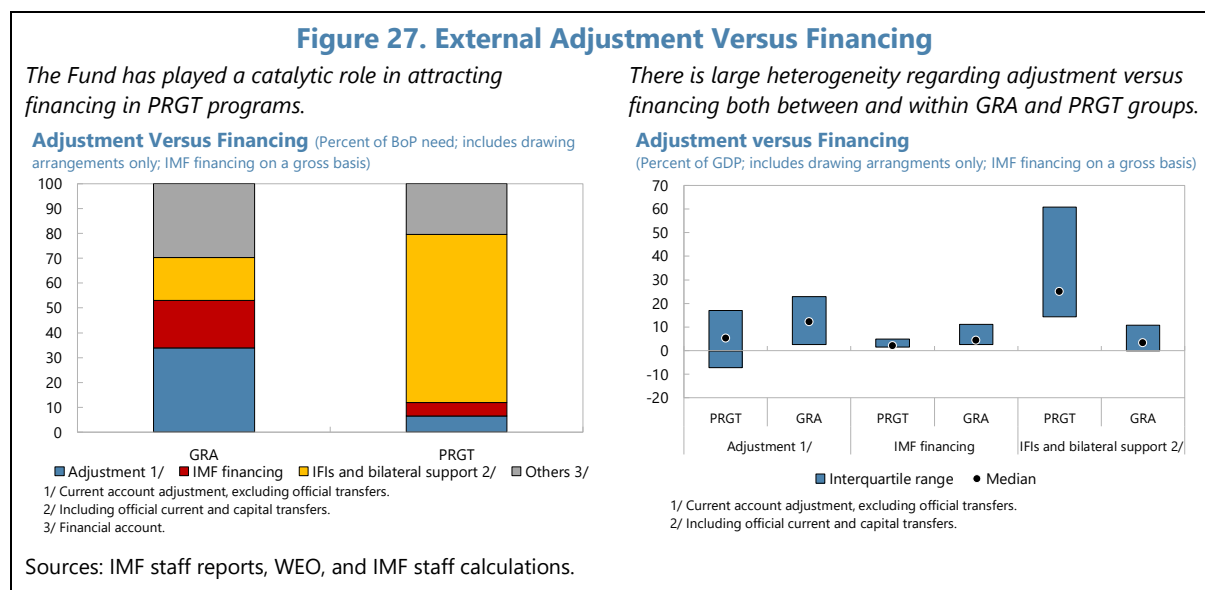 Figure 27. External Adjustment Versus Financing
The Fund has played a catalytic role in attracting
financing in PRGT programs.
Adjustment Versus Financing (Percent of BoP need; includes drawing
arrangements only; IMF financing on a gross basis)
100
90
80
70
60
50
40
30
20
10
0
GRA
PRGT
Adjustment 1/ IMF financing IFIs and bilateral support 2/ Others 3/
1/ Current account adjustment, excluding official transfers.
2/ Including official current and capital transfers.
3/ Financial account.
There is large heterogeneity regarding adjustment versus
financing both between and within GRA and PRGT groups.
Adjustment versus Financing
(Percent of GDP; includes drawing arrangments only; IMF financing on a gross basis)
70
60
50
40
30
20
10
0
-10
-20
PRGT GRA PRGT GRA PRGT GRA
Adjustment 1/ IMF financing IFIs and bilateral support 2/
Interquartile range Median
1/ Current account adjustment, excluding official transfers.
2/ Including official current and capital transfers.
Sources: IMF staff reports, WEO, and IMF staff calculations.